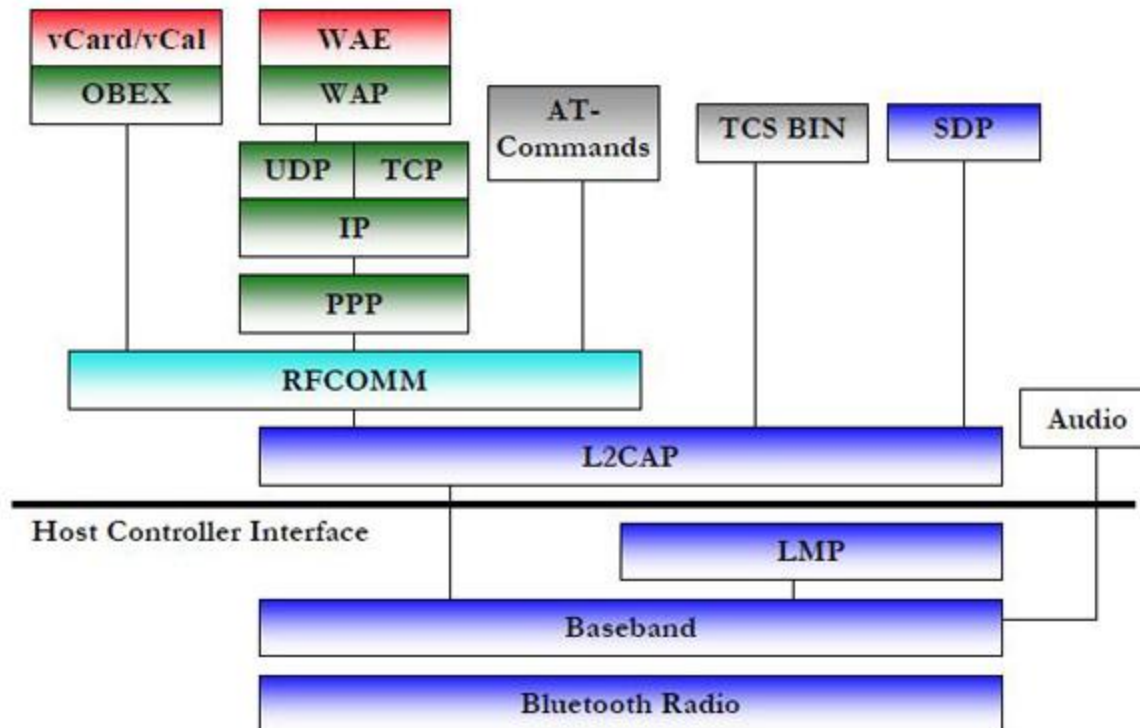 vCard/vCal
OBEX
WAE
WAP
UDP
TCP
IP
PPP
AT-
Commands
TCS BIN
SDP
RFCOMM
Audio
L2CAP
Host Controller Interface
LMP
Baseband
Bluetooth Radio